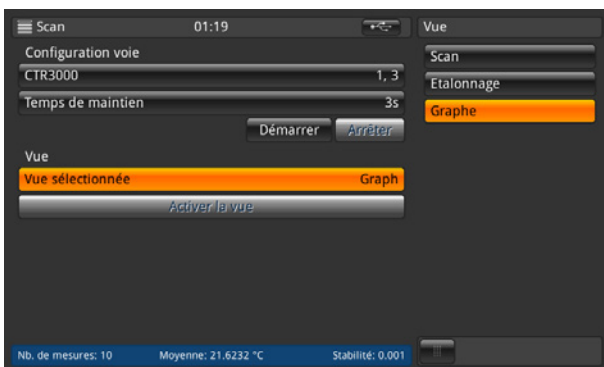 Scan 01:19
Configuration voie
CTR3000 1, 3
Temps de maintien 3s
Démarrer Arrêter
Vue
Vue sélectionnée Graph
Activer la vue
Nb. de mesures: 10 Moyenne: 21.6232 °C Stabilité: 0.001
Vue
Scan
Etalonnage
Graphe